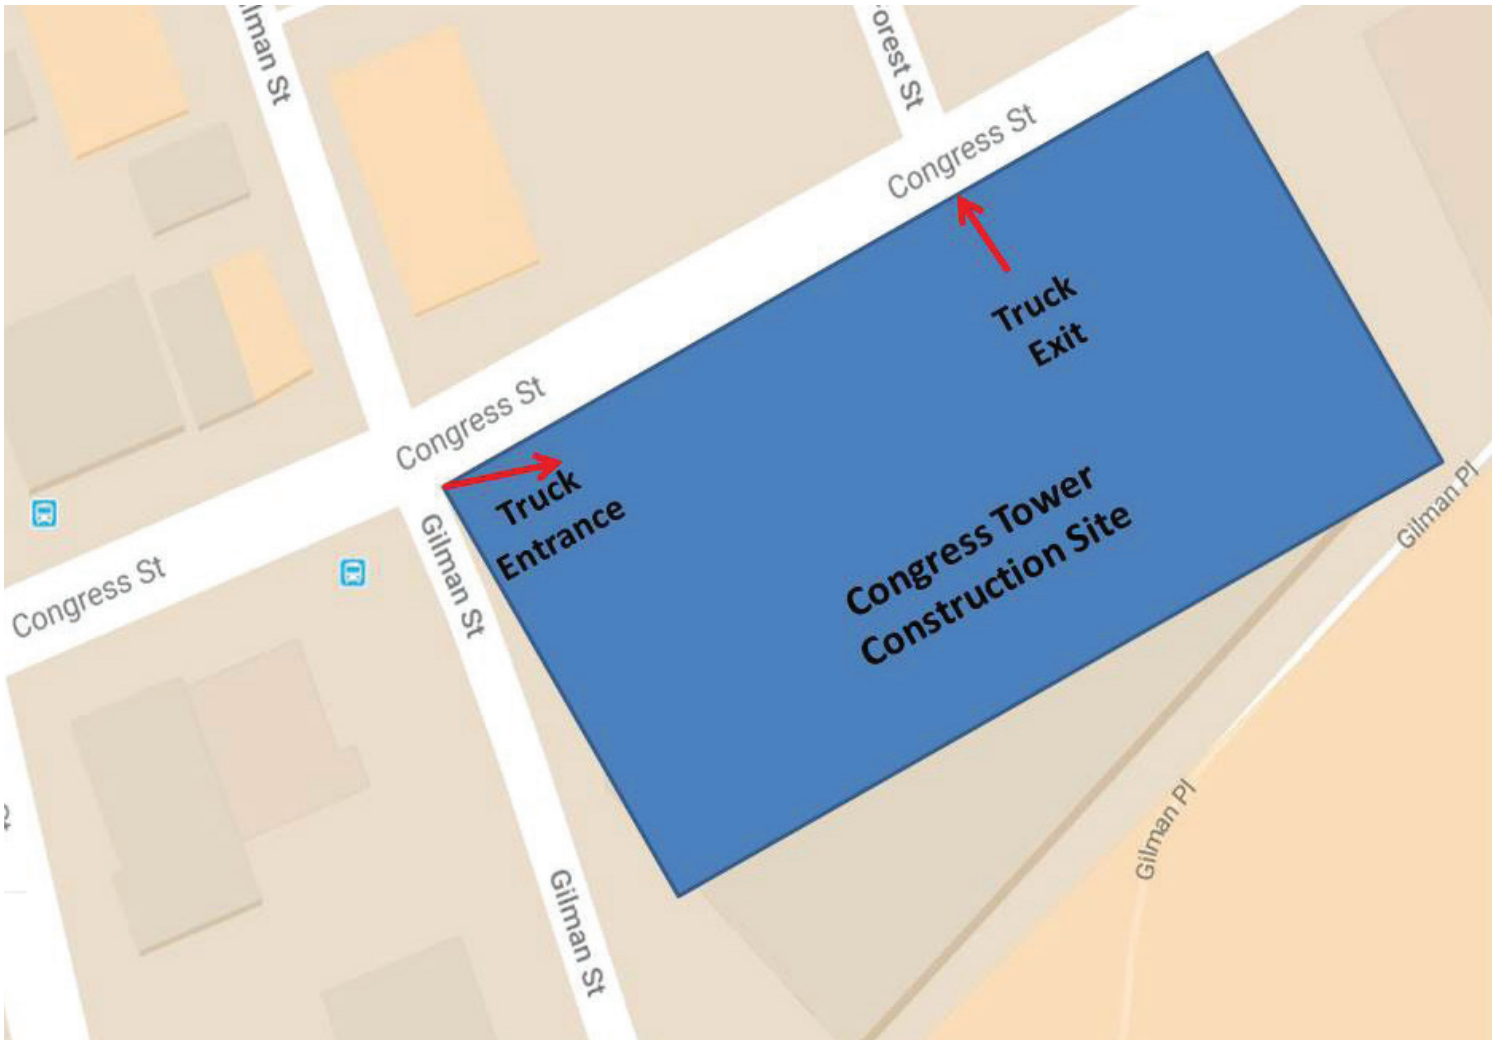 lman St
orest St
Congress St
Congress St
Truck
Exit
Truck
Entrance
Congress Tower
Construction Site
Gilman Pl
Gilman St
Congress St
Gilman Pl
Gilman St